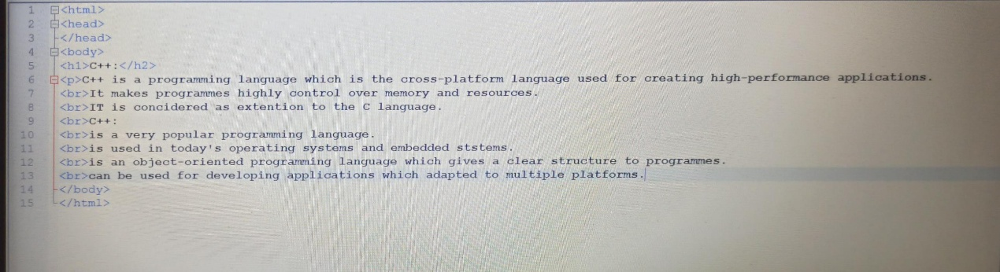 1 <html>
2 <head>
3 </head>
4 <body>
5 <h1>C++:</h2>
6 <p>C++ is a programming language which is the cross-platform language used for creating high-performance applications.
7 <br>It makes programmes highly control over memory and resources.
8 <br>IT is concidered as extention to the C language.
9 <br>C++:
10 <br>is a very popular programming language.
11 <br>is used in today's operating systems and embedded ststems.
12 <br>is an object-oriented programming language which gives a clear structure to programmes.
13 <br>can be used for developing applications which adapted to multiple platforms.
14 </body>
15 </html>